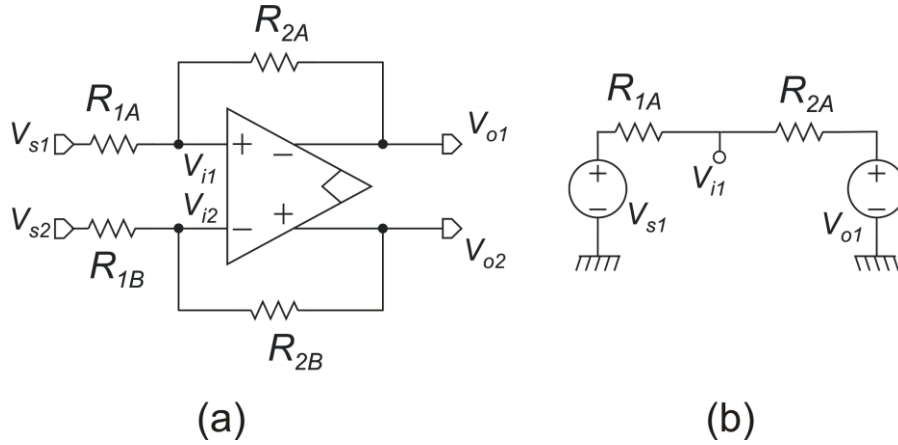 R2A
R1A
Vs1
Vo1
+
−
Vi1
Vi2
+
−
Vs2
Vo2
R1B
R2B
(a)
R1A
R2A
Vi1
+
−
Vs1
+
−
Vo1
(b)